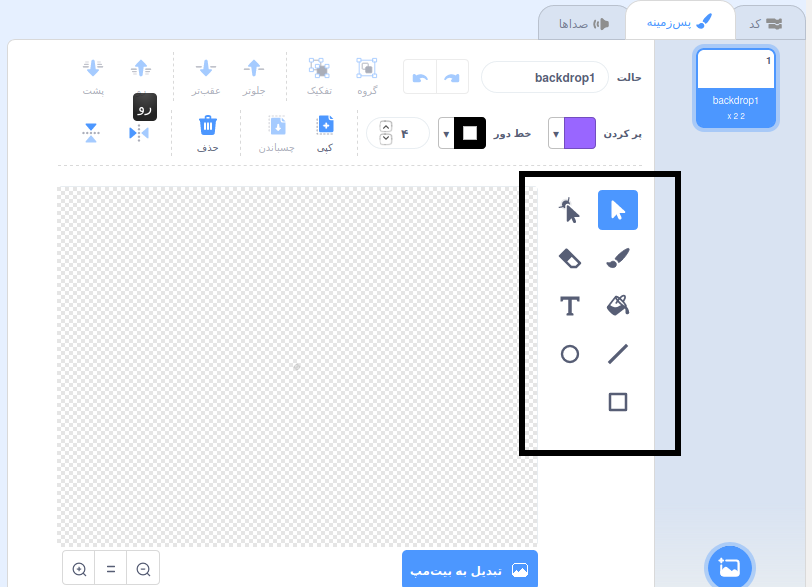 کد
پس‌زمینه
صداها
1
backdrop1
2 2 x
حالت
backdrop1
گروه
تفکیک
جلوتر
عقب‌تر
پشت
رو
پر کردن
خط دور
۴
کپی
چسباندن
حذف
T
تبدیل به بیت‌مپ